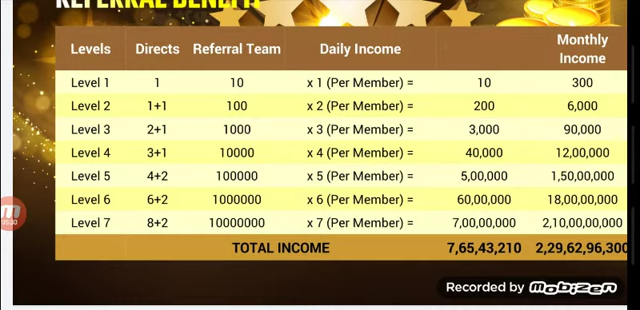 REFERRAL BENEFIT
Levels Directs Referral Team Daily Income Monthly Income
Level 1 1 10 x 1 (Per Member) = 10 300
Level 2 1+1 100 x 2 (Per Member) = 200 6,000
Level 3 2+1 1000 x 3 (Per Member) = 3,000 90,000
Level 4 3+1 10000 x 4 (Per Member) = 40,000 12,00,000
Level 5 4+2 100000 x 5 (Per Member) = 5,00,000 1,50,00,000
Level 6 6+2 1000000 x 6 (Per Member) = 60,00,000 18,00,00,000
Level 7 8+2 10000000 x 7 (Per Member) = 7,00,00,000 2,10,00,00,000
TOTAL INCOME 7,65,43,210 2,29,62,96,300
Recorded by mobizen